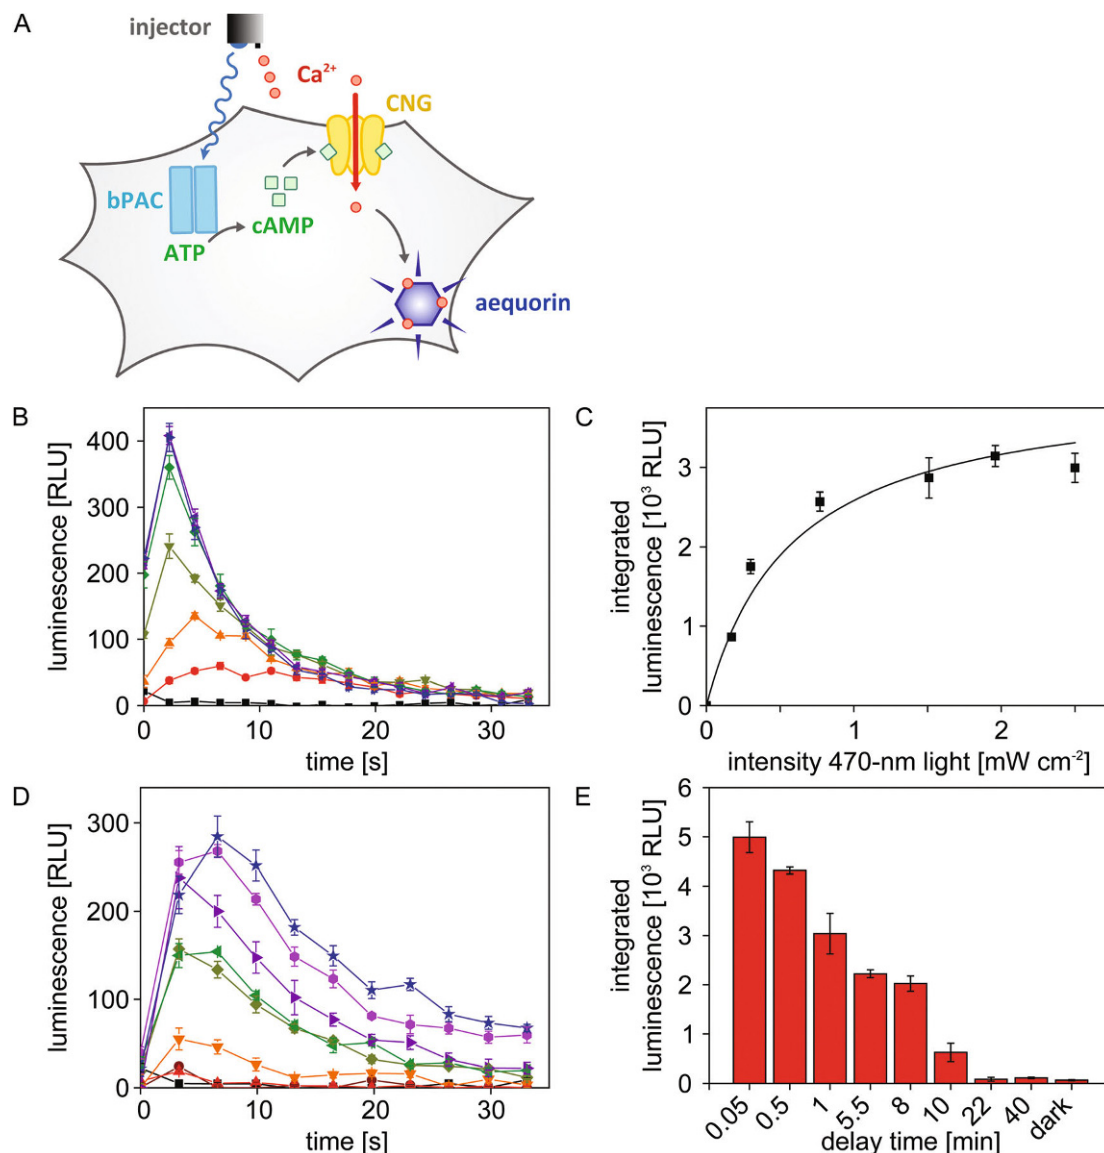 A
injector
Ca²⁺
CNG
bPAC
cAMP
ATP
aequorin
B
luminescence [RLU]
400
300
200
100
0
0 10 20 30
time [s]
C
integrated
luminescence [10³ RLU]
3
2
1
0
0 1 2
intensity 470-nm light [mW cm⁻²]
D
luminescence [RLU]
300
200
100
0
0 10 20 30
time [s]
E
integrated
luminescence [10³ RLU]
6
5
4
3
2
1
0
0.05 0.5 1 5.5 8 10 22 40 dark
delay time [min]